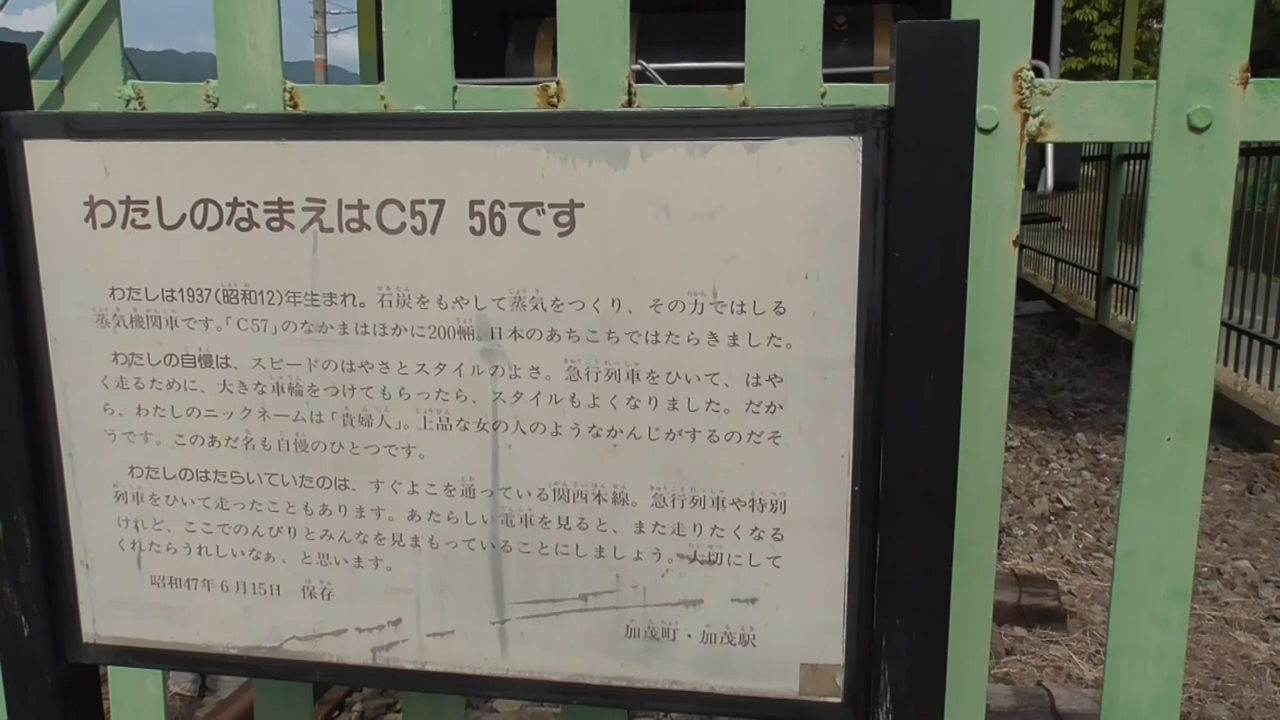 わたしのなまえはC57 56です
わたしは1937(昭和12)年生まれ。石炭をもやして蒸気をつくり、その力ではしる
蒸気機関車です。「C57」のなかまはほかに200輛。日本のあちこちではたらきました。
わたしの自慢は、スピードのはやさとスタイルのよさ。急行列車をひいて、はや
く走るために、大きな車輪をつけてもらったら、スタイルもよくなりました。だか
ら、わたしのニックネームは「貴婦人」。上品な女の人のようなかんじがするのだそ
うです。このあだ名も自慢のひとつです。
わたしのはたらいていたのは、すぐよこを通っている関西本線。急行列車や特別
列車をひいて走ったこともあります。あたらしい電車を見ると、また走りたくなる
けれど、ここでのんびりとみんなを見まもっていることにしましょう。大切にして
くれたらうれしいなぁ、と思います。
昭和47年6月15日 保存
加茂町・加茂駅